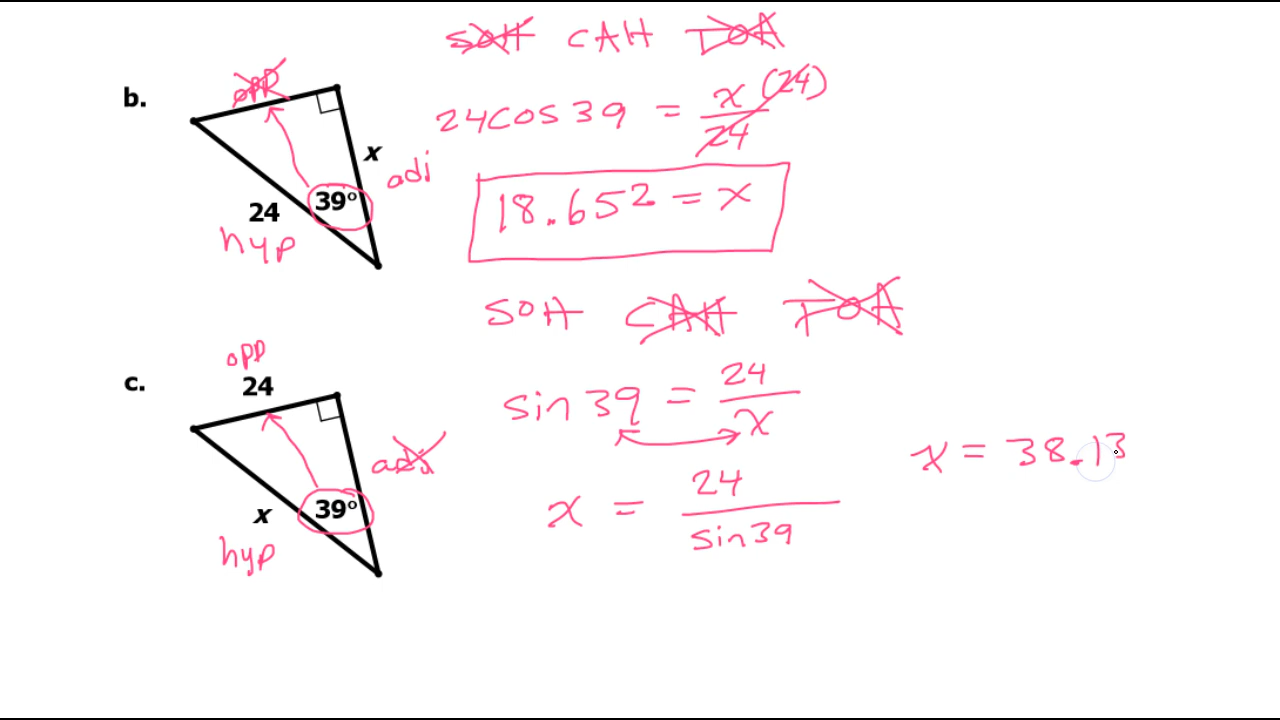 SOH CAH TOA
b.
opp
24cos39 = x/24 (24)
x
adj
39°
24
hyp
18.652 = x
SOH CAH TOA
opp
c.
24
sin39 = 24/x
adj
x = 38.13
x = 24/sin39
39°
x
hyp